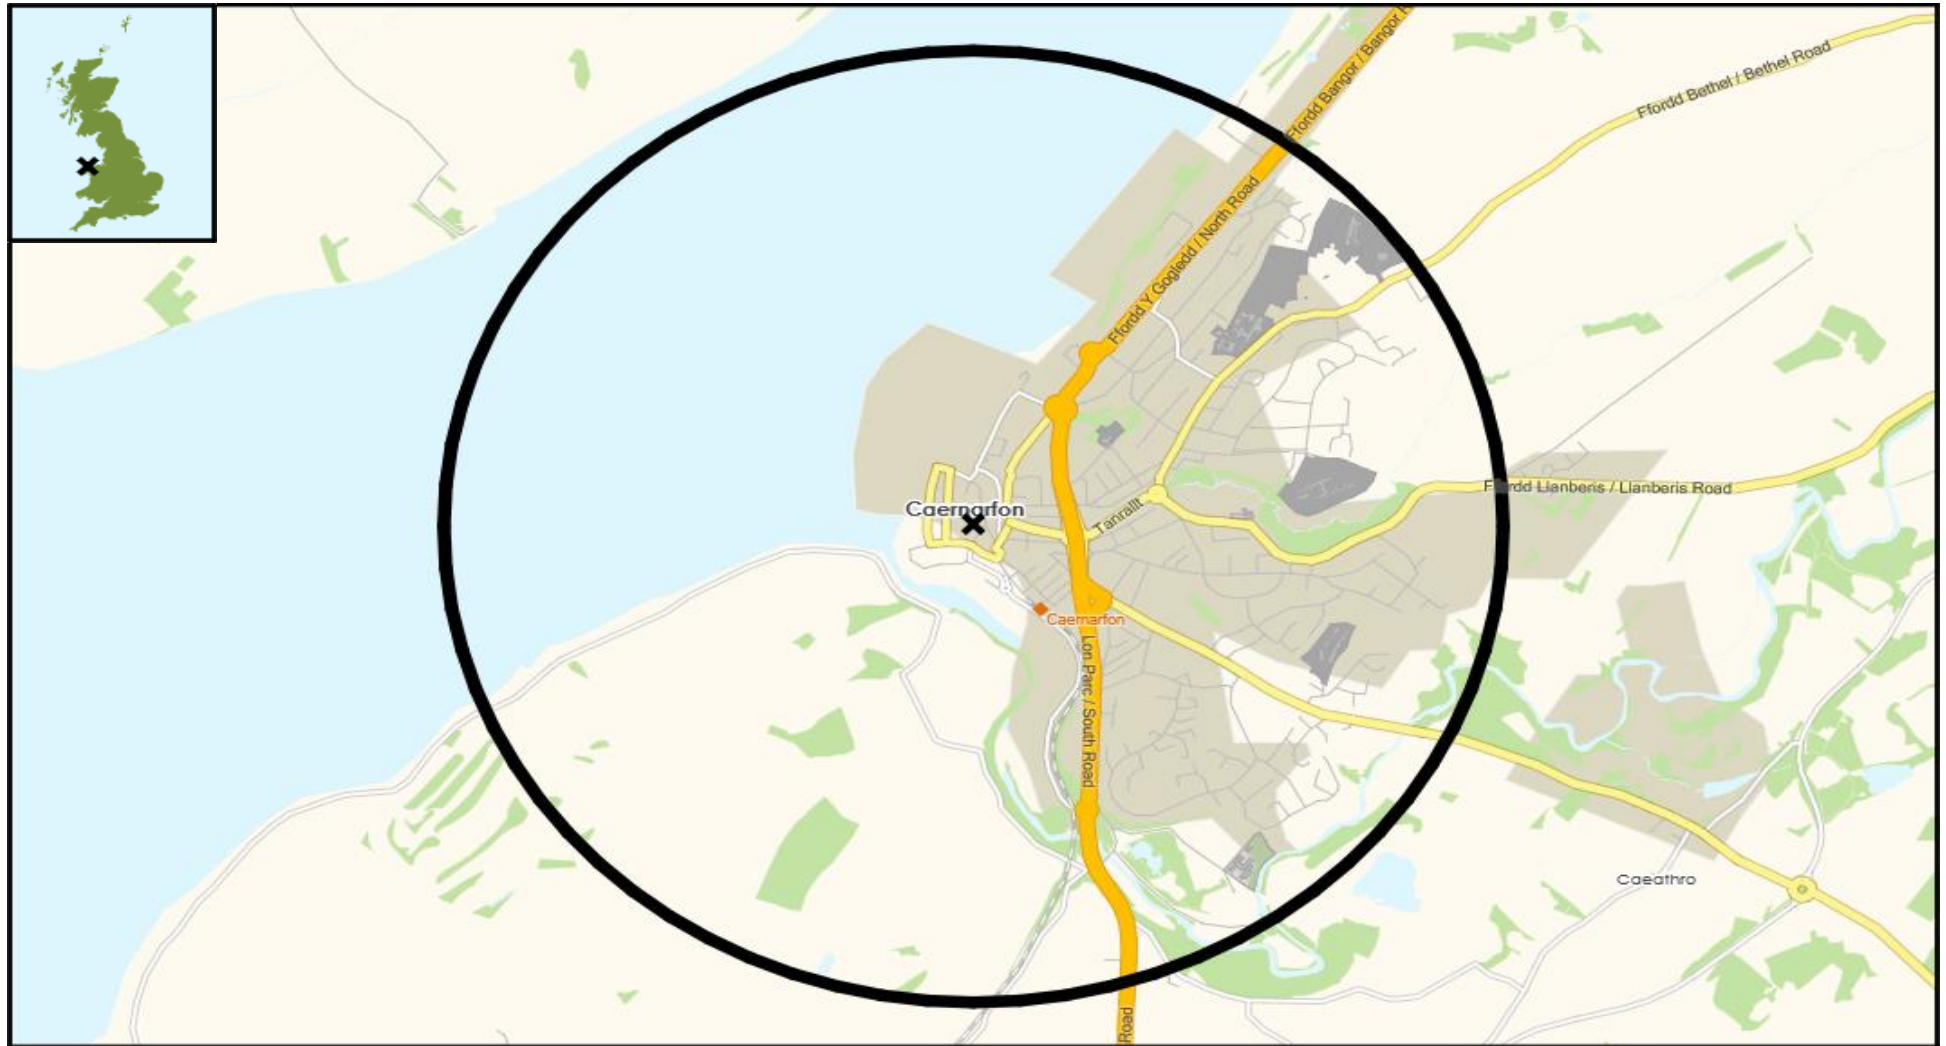 Ffordd Bangor / Bangor R
Ffordd Bethel / Bethel Road
Ffordd Y Gogledd / North Road
Ffordd Llanberis / Llanberis Road
Caernarfon
Tanrallt
Caernarfon
Lon Parc / South Road
Caeathro
Road